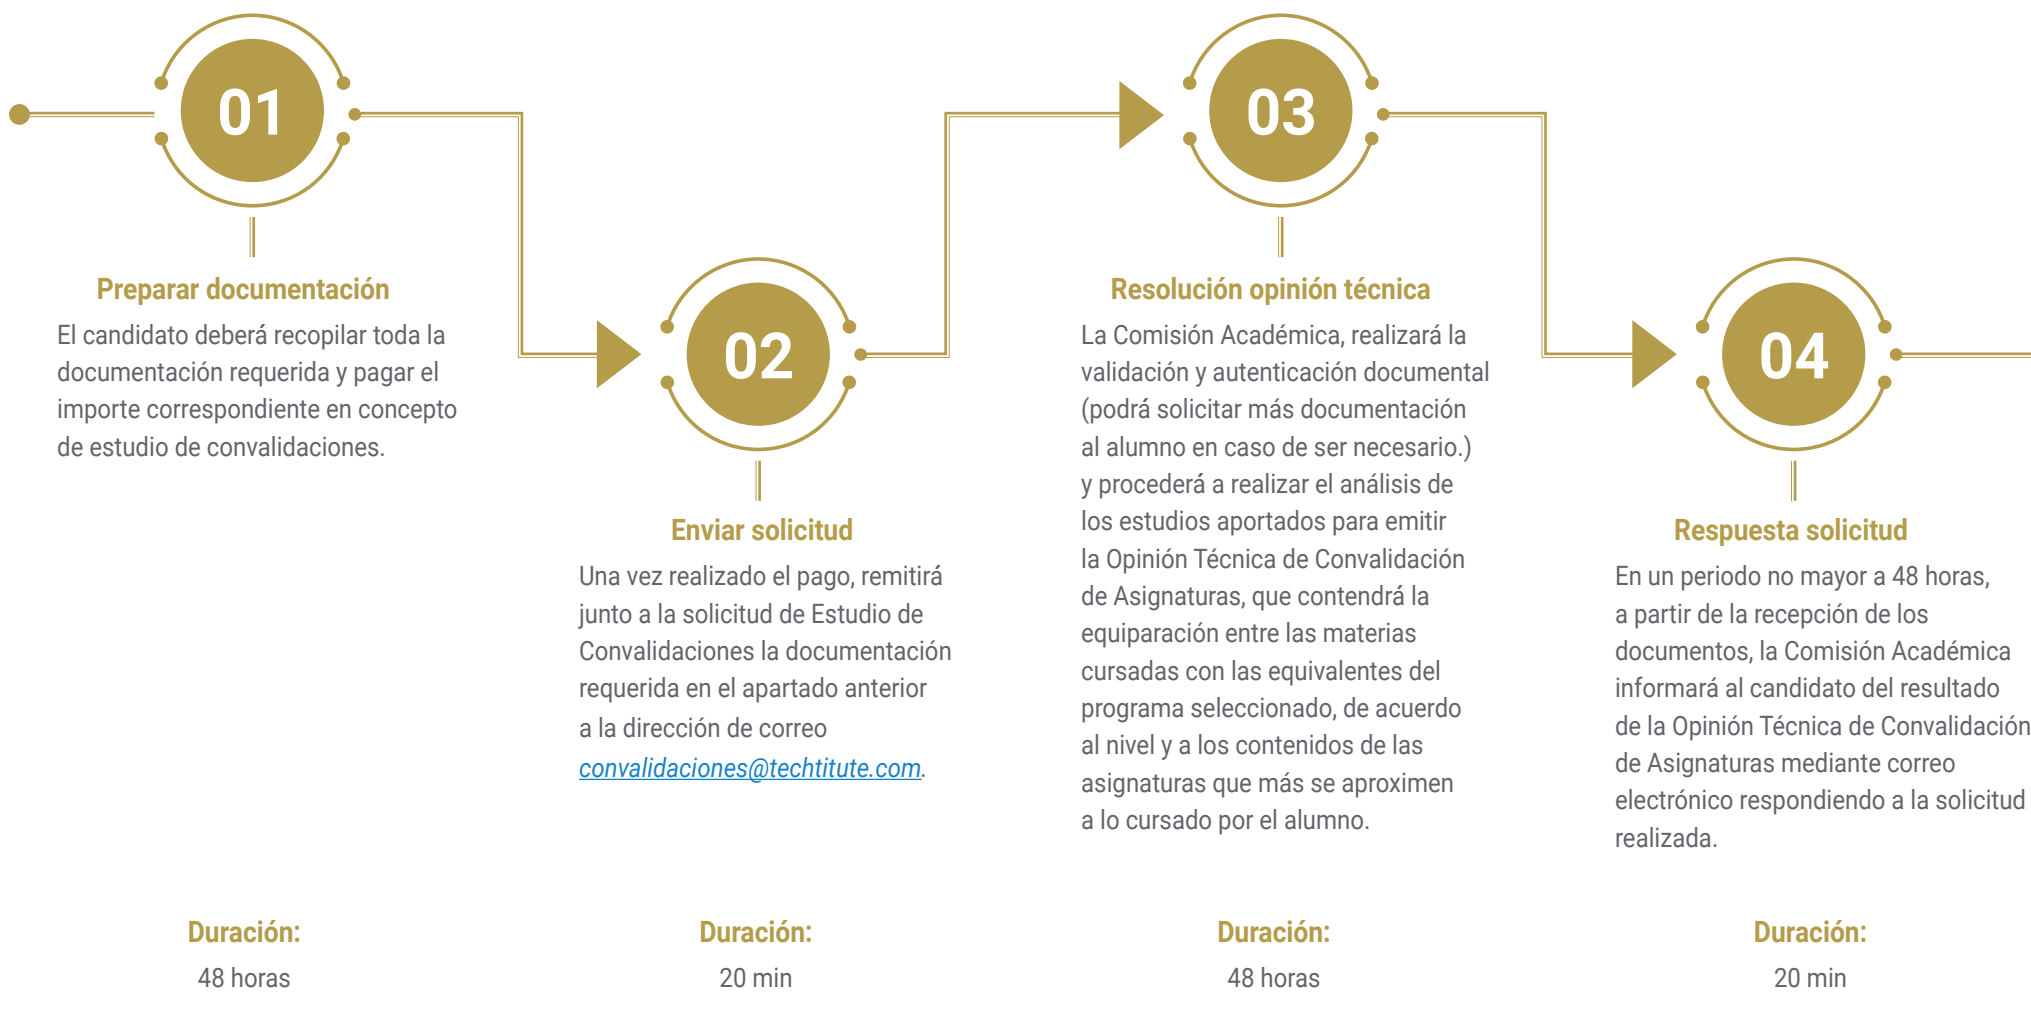 01
Preparar documentación
El candidato deberá recopilar toda la
documentación requerida y pagar el
importe correspondiente en concepto
de estudio de convalidaciones.
Duración:
48 horas
02
Enviar solicitud
Una vez realizado el pago, remitirá
junto a la solicitud de Estudio de
Convalidaciones la documentación
requerida en el apartado anterior
a la dirección de correo
convalidaciones@techtitute.com.
Duración:
20 min
03
Resolución opinión técnica
La Comisión Académica, realizará la
validación y autenticación documental
(podrá solicitar más documentación
al alumno en caso de ser necesario.)
y procederá a realizar el análisis de
los estudios aportados para emitir
la Opinión Técnica de Convalidación
de Asignaturas, que contendrá la
equiparación entre las materias
cursadas con las equivalentes del
programa seleccionado, de acuerdo
al nivel y a los contenidos de las
asignaturas que más se aproximen
a lo cursado por el alumno.
Duración:
48 horas
04
Respuesta solicitud
En un periodo no mayor a 48 horas,
a partir de la recepción de los
documentos, la Comisión Académica
informará al candidato del resultado
de la Opinión Técnica de Convalidación
de Asignaturas mediante correo
electrónico respondiendo a la solicitud
realizada.
Duración:
20 min